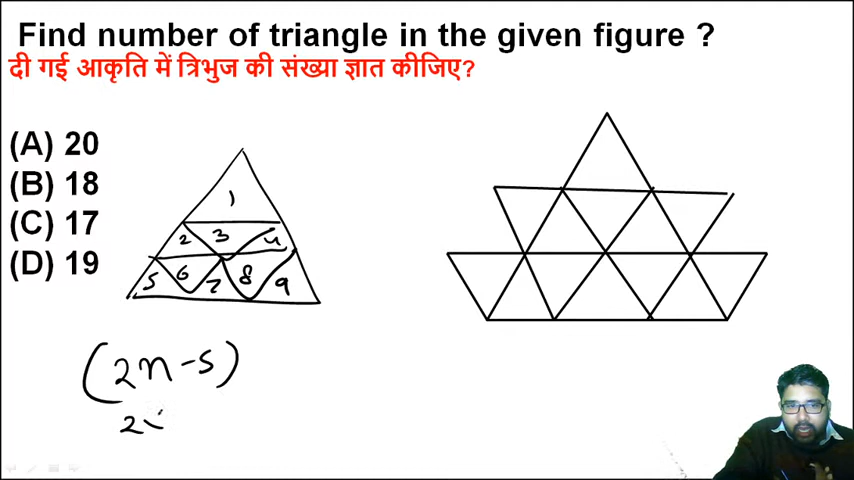 Find number of triangle in the given figure ?
दी गई आकृति में त्रिभुज की संख्या ज्ञात कीजिए?
(A) 20
(B) 18
(C) 17
(D) 19
1
2 3 4
5 6 7 8 9
(2n-5)